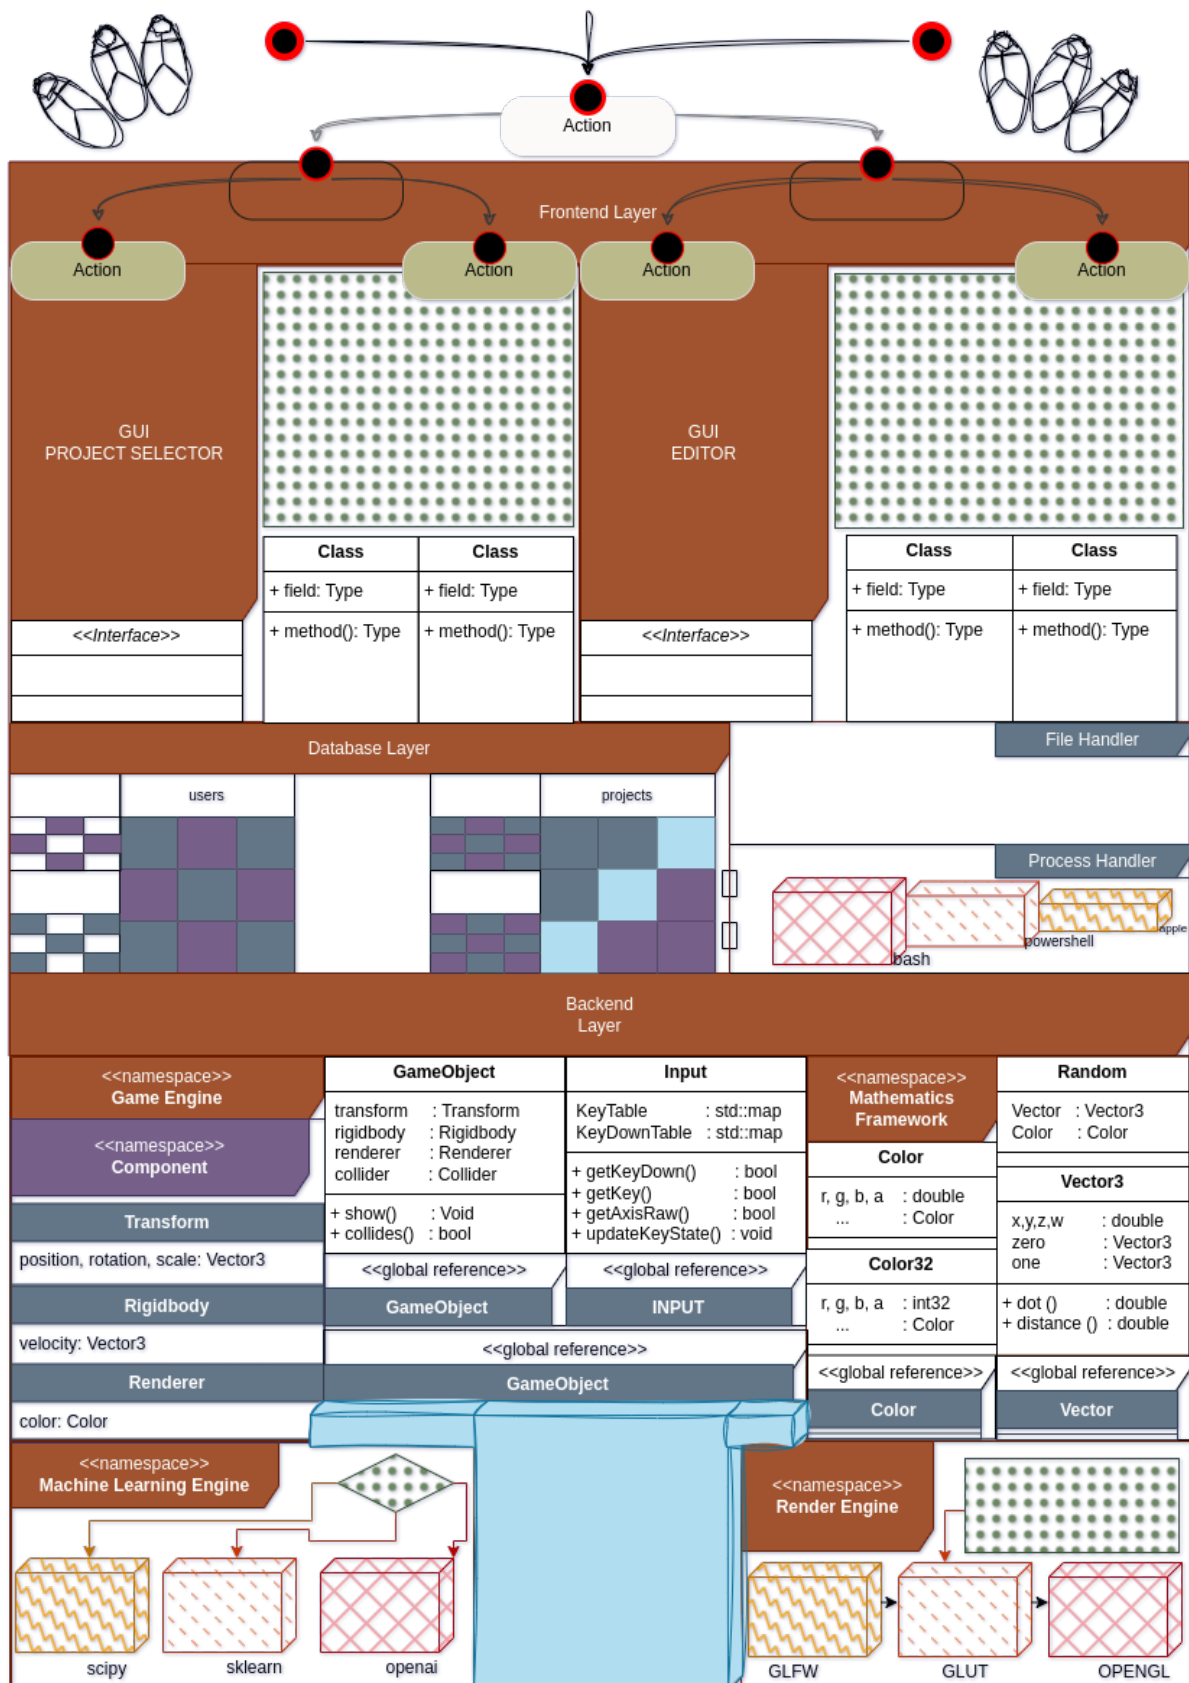 Action
Frontend Layer
Action
Action
Action
Action
GUI
PROJECT SELECTOR
GUI
EDITOR
Class
Class
+ field: Type
+ field: Type
+ method(): Type
+ method(): Type
Class
Class
+ field: Type
+ field: Type
+ method(): Type
+ method(): Type
<<Interface>>
<<Interface>>
Database Layer
File Handler
users
projects
Process Handler
bash
powershell
apple
Backend
Layer
<<namespace>>
Game Engine
<<namespace>>
Component
Transform
position, rotation, scale: Vector3
Rigidbody
velocity: Vector3
Renderer
color: Color
GameObject
transform : Transform
rigidbody : Rigidbody
renderer : Renderer
collider : Collider
+ show() : Void
+ collides() : bool
<<global reference>>
GameObject
Input
KeyTable : std::map
KeyDownTable : std::map
+ getKeyDown() : bool
+ getKey() : bool
+ getAxisRaw() : bool
+ updateKeyState() : void
<<global reference>>
INPUT
<<global reference>>
GameObject
<<namespace>>
Mathematics
Framework
Color
r, g, b, a : double
... : Color
Color32
r, g, b, a : int32
... : Color
<<global reference>>
Color
Random
Vector : Vector3
Color : Color
Vector3
x,y,z,w : double
zero : Vector3
one : Vector3
+ dot () : double
+ distance () : double
<<global reference>>
Vector
<<namespace>>
Machine Learning Engine
scipy
sklearn
openai
<<namespace>>
Render Engine
GLFW
GLUT
OPENGL